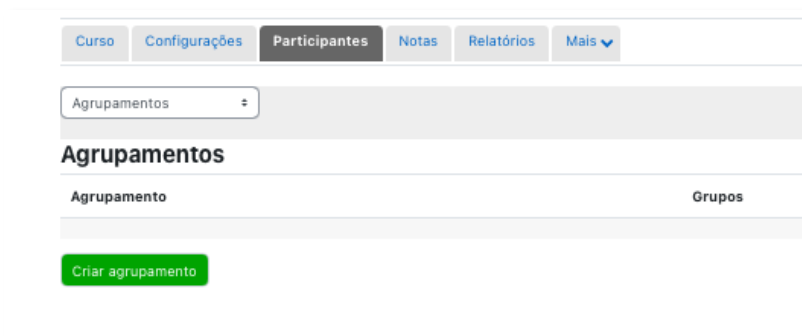 Curso Configurações Participantes Notas Relatórios Mais
Agrupamentos
Agrupamentos
Agrupamento Grupos
Criar agrupamento